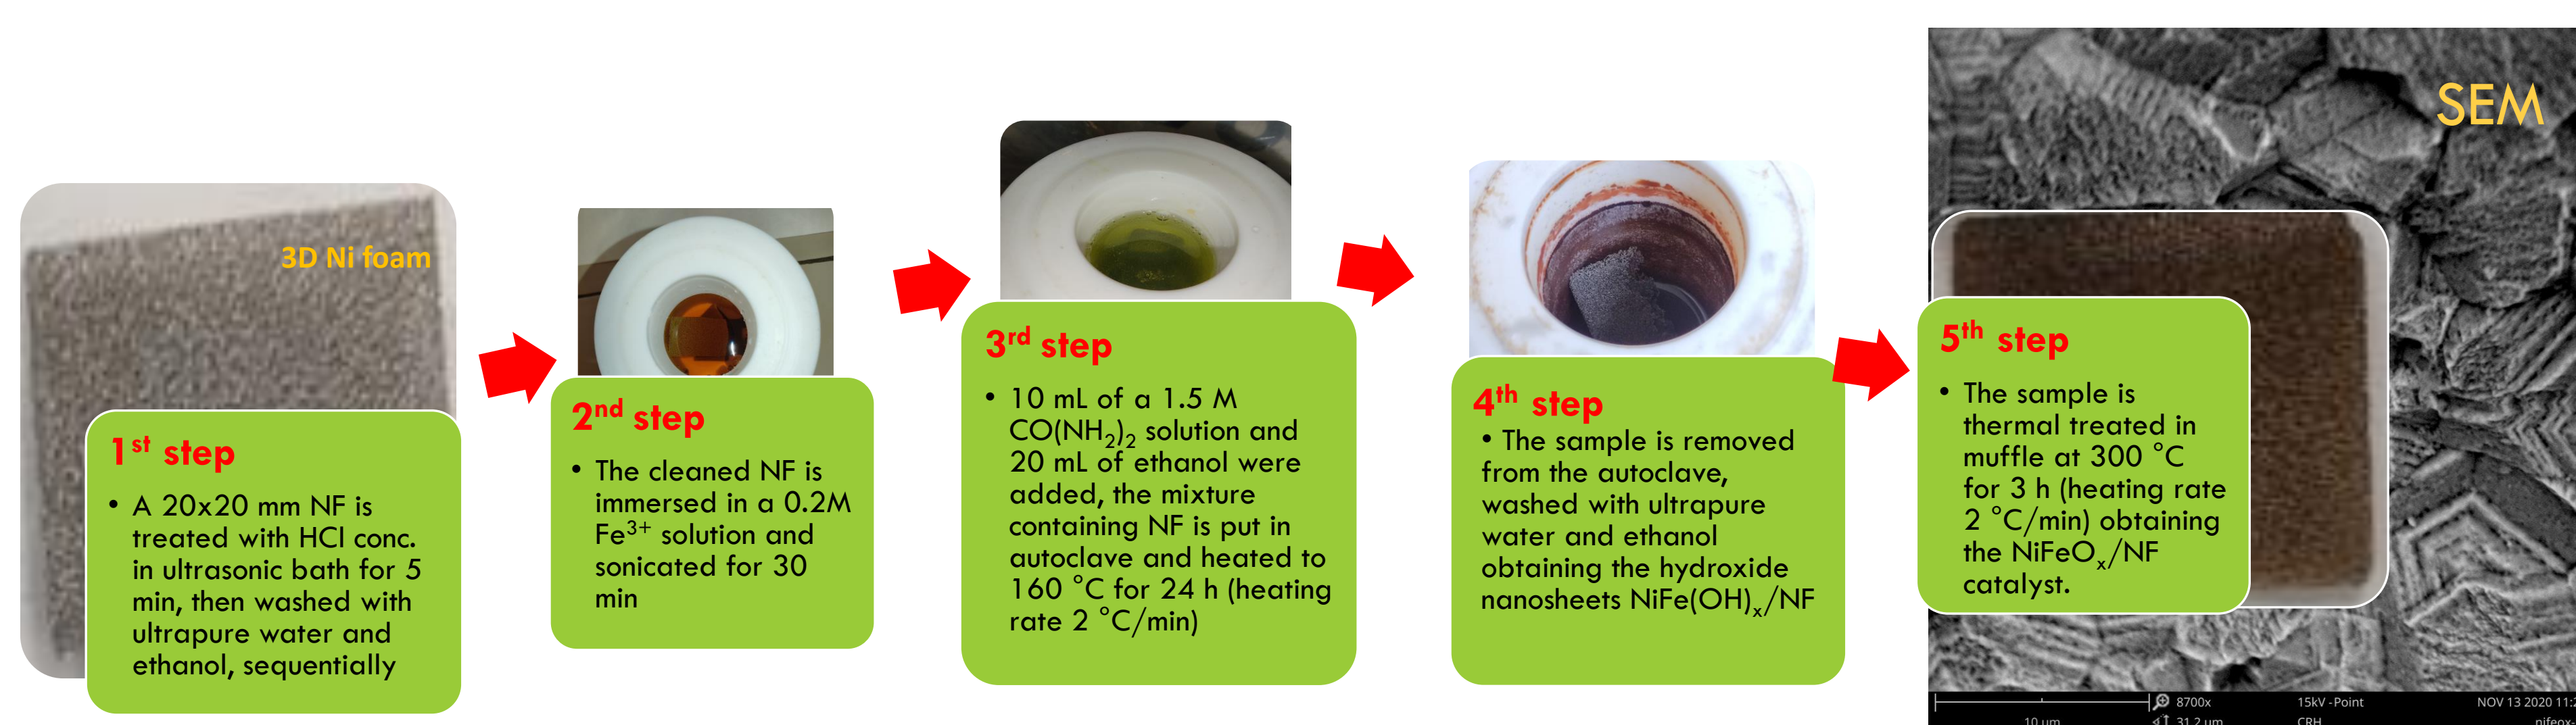 3D Ni foam
1st step
• A 20x20 mm NF is
treated with HCl conc.
in ultrasonic bath for 5
min, then washed with
ultrapure water and
ethanol, sequentially
2nd step
• The cleaned NF is
immersed in a 0.2M
Fe3+ solution and
sonicated for 30
min
3rd step
• 10 mL of a 1.5 M
CO(NH2)2 solution and
20 mL of ethanol were
added, the mixture
containing NF is put in
autoclave and heated to
160 °C for 24 h (heating
rate 2 °C/min)
4th step
• The sample is removed
from the autoclave,
washed with ultrapure
water and ethanol
obtaining the hydroxide
nanosheets NiFe(OH)x/NF
SEM
5th step
• The sample is
thermal treated in
muffle at 300 °C
for 3 h (heating rate
2 °C/min) obtaining
the NiFeOx/NF
catalyst.
8700x 15kV - Point NOV 13 2020
10 um 31.2 um CRH